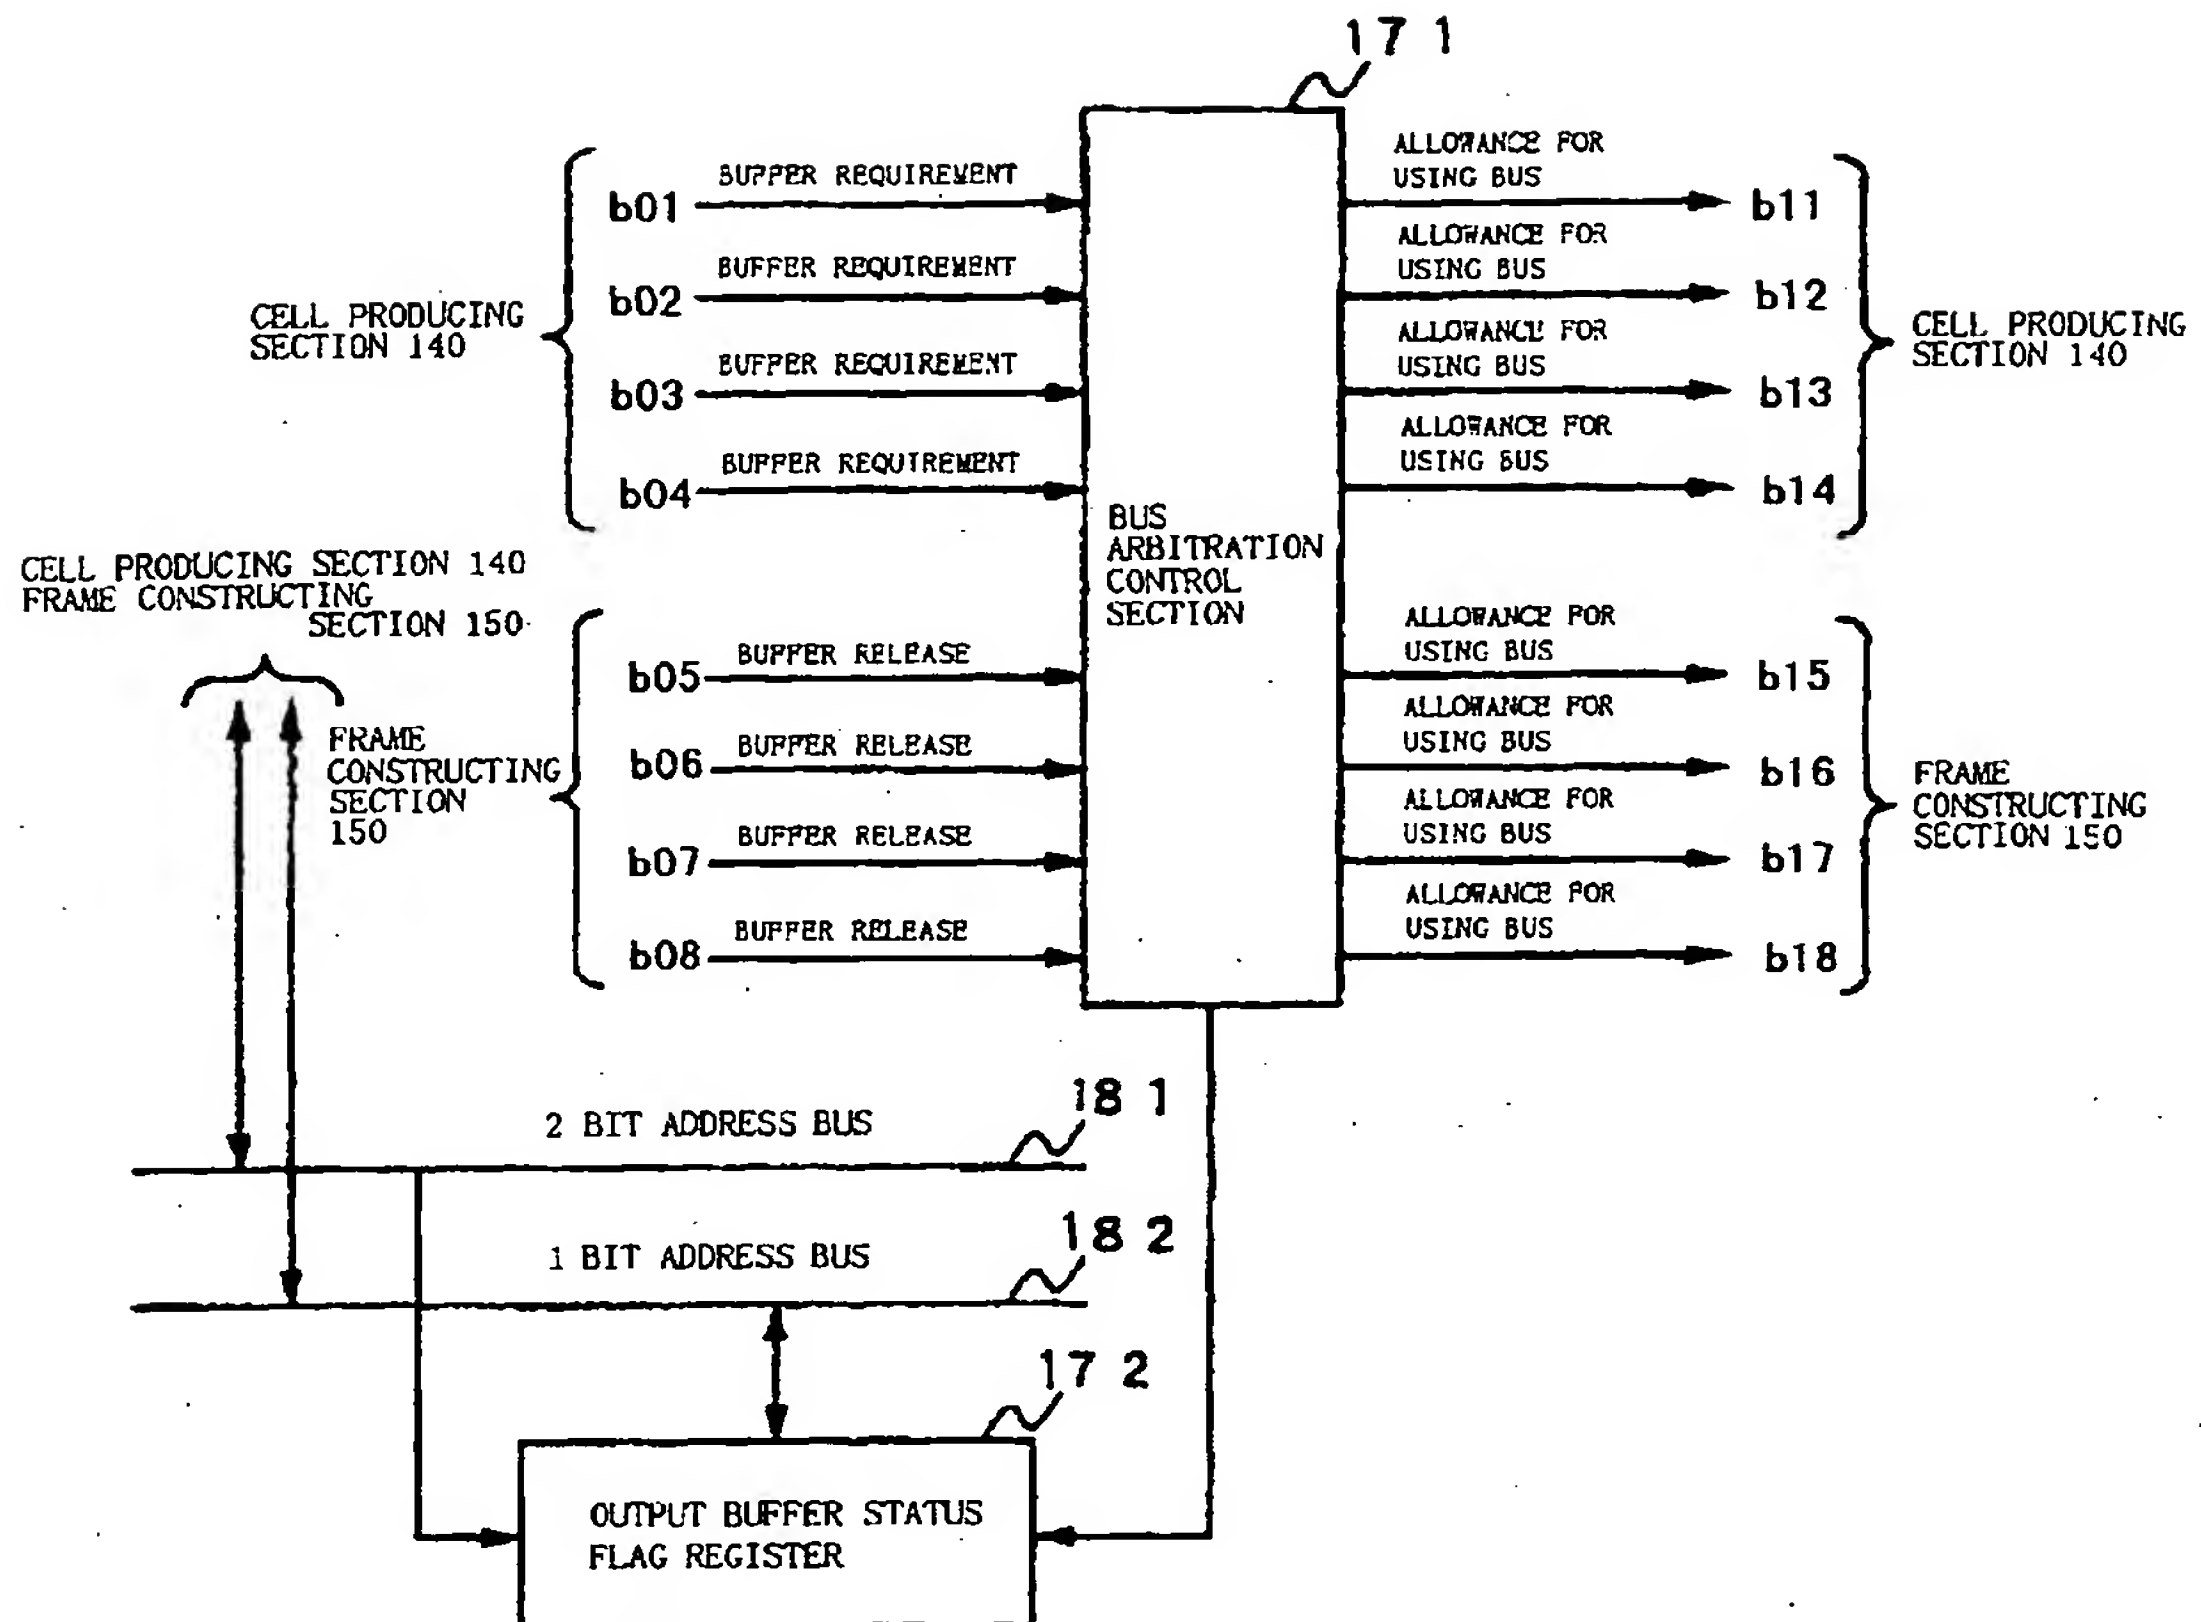 17 1
ALLOWANCE FOR
USING BUS
BUFFER REQUIREMENT
b01
b11
ALLOWANCE FOR
USING BUS
BUFFER REQUIREMENT
b02
b12
CELL PRODUCING
SECTION 140
CELL PRODUCING
SECTION 140
ALLOWANCE FOR
USING BUS
BUFFER REQUIREMENT
b03
b13
ALLOWANCE FOR
USING BUS
BUFFER REQUIREMENT
b04
b14
BUS
ARBITRATION
CONTROL
SECTION
CELL PRODUCING SECTION 140
FRAME CONSTRUCTING
SECTION 150
ALLOWANCE FOR
USING BUS
BUFFER RELEASE
b05
b15
ALLOWANCE FOR
USING BUS
BUFFER RELEASE
b06
b16
FRAME
CONSTRUCTING
SECTION
150
FRAME
CONSTRUCTING
SECTION 150
ALLOWANCE FOR
USING BUS
BUFFER RELEASE
b07
b17
ALLOWANCE FOR
USING BUS
BUFFER RELEASE
b08
b18
18 1
2 BIT ADDRESS BUS
18 2
1 BIT ADDRESS BUS
17 2
OUTPUT BUFFER STATUS
FLAG REGISTER